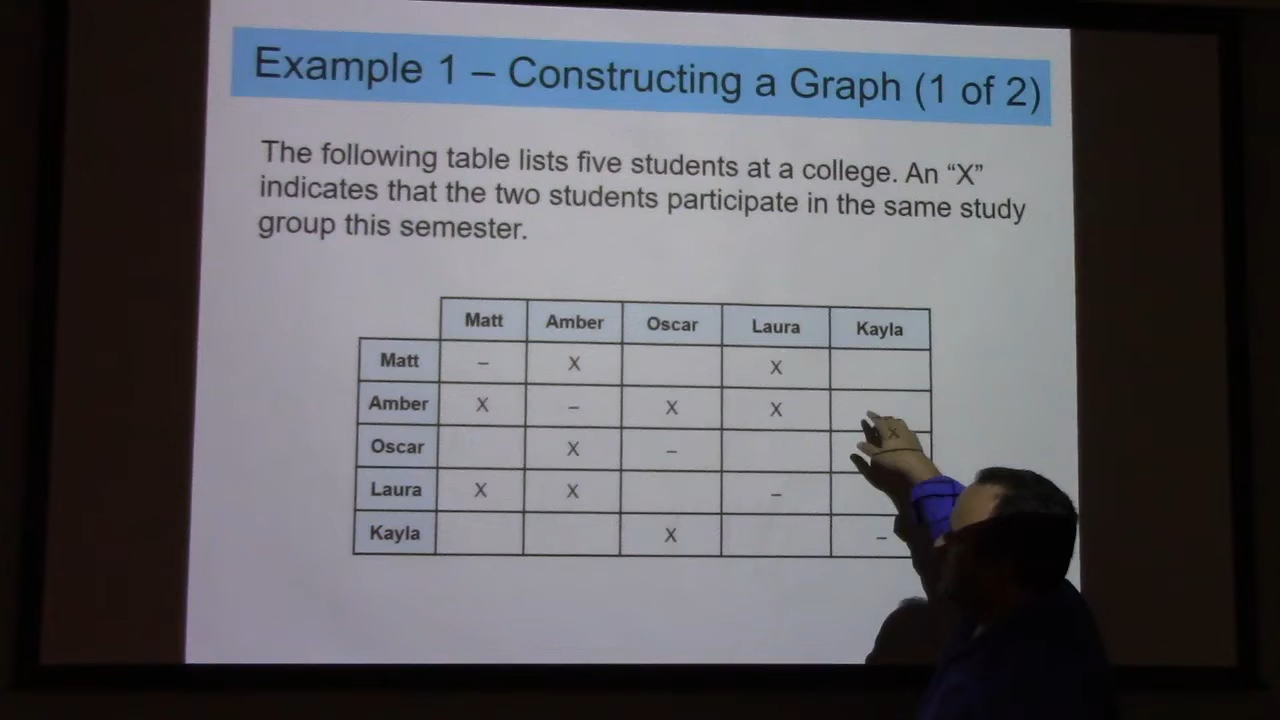 Example 1 – Constructing a Graph (1 of 2)
The following table lists five students at a college. An “X”
indicates that the two students participate in the same study
group this semester.
Matt Amber Oscar Laura Kayla
Matt – X X
Amber X – X X
Oscar X – X
Laura X X –
Kayla X –